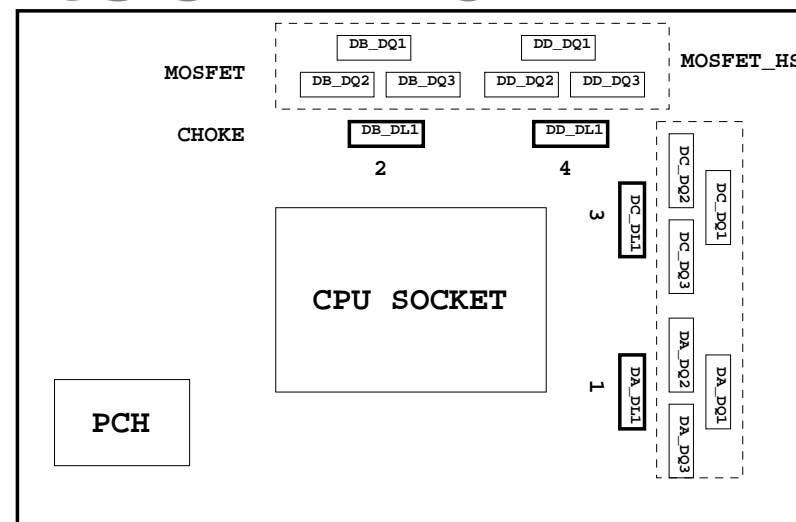 DB_DQ1
DD_DQ1
MOSFET_HS
MOSFET
DB_DQ2
DB_DQ3
DD_DQ2
DD_DQ3
CHOKE
DB_DL1
DD_DL1
2
4
DC_DQ2
DC_DQ1
DC_DL1
3
DC_DQ3
CPU SOCKET
DA_DQ2
DA_DQ1
DA_DL1
1
DA_DQ3
PCH